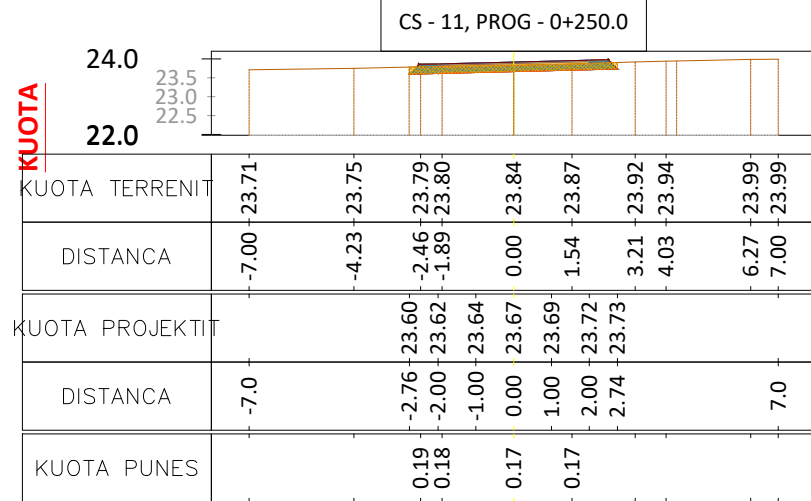 CS - 11, PROG - 0+250.0
KUOTA
24.0
23.5
23.0
22.5
22.0
KUOTA TERRENIT 23.71 23.75 23.79 23.80 23.84 23.87 23.92 23.94 23.99 23.99
DISTANCA -7.00 -4.23 -2.46 -1.89 0.00 1.54 3.21 4.03 6.27 7.00
KUOTA PROJEKTIT 23.60 23.62 23.64 23.67 23.69 23.72 23.73
DISTANCA -7.0 -2.76 -2.00 -1.00 0.00 1.00 2.00 2.74 7.0
KUOTA PUNES 0.19 0.18 0.17 0.17